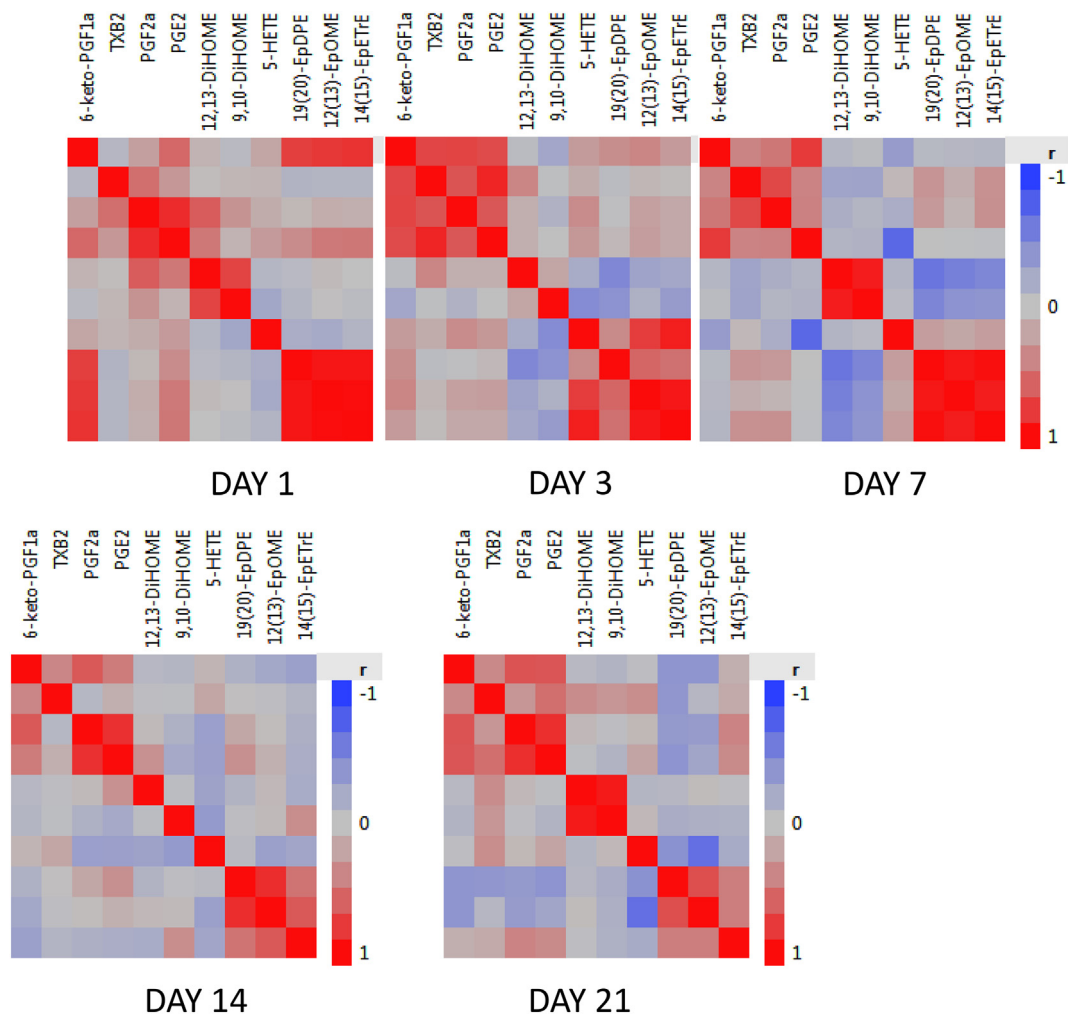 6-keto-PGF1a
TXB2
PGF2a
PGE2
12,13-DiHOME
9,10-DiHOME
5-HETE
19(20)-EpDPE
12(13)-EpOME
14(15)-EpETrE
6-keto-PGF1a
TXB2
PGF2a
PGE2
12,13-DiHOME
9,10-DiHOME
5-HETE
19(20)-EpDPE
12(13)-EpOME
14(15)-EpETrE
6-keto-PGF1a
TXB2
PGF2a
PGE2
12,13-DiHOME
9,10-DiHOME
5-HETE
19(20)-EpDPE
12(13)-EpOME
14(15)-EpETrE
r
-1
0
1
DAY 1
DAY 3
DAY 7
6-keto-PGF1a
TXB2
PGF2a
PGE2
12,13-DiHOME
9,10-DiHOME
5-HETE
19(20)-EpDPE
12(13)-EpOME
14(15)-EpETrE
r
-1
0
1
6-keto-PGF1a
TXB2
PGF2a
PGE2
12,13-DiHOME
9,10-DiHOME
5-HETE
19(20)-EpDPE
12(13)-EpOME
14(15)-EpETrE
r
-1
0
1
DAY 14
DAY 21